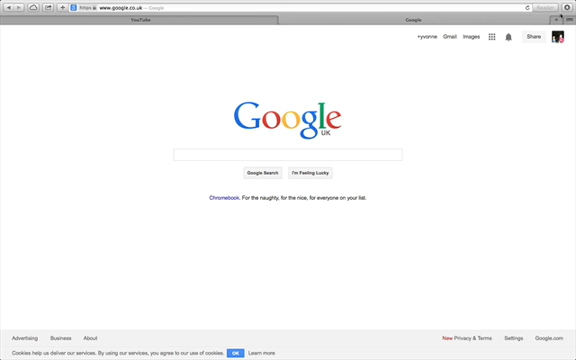 https www.google.co.uk — Google
Reader
YouTube
Google
+yvonne Gmail Images Share
Google
UK
Google Search I'm Feeling Lucky
Chromebook. For the naughty, for the nice, for everyone on your list.
Advertising Business About New Privacy & Terms Settings Google.com
Cookies help us deliver our services. By using our services, you agree to our use of cookies. OK Learn more